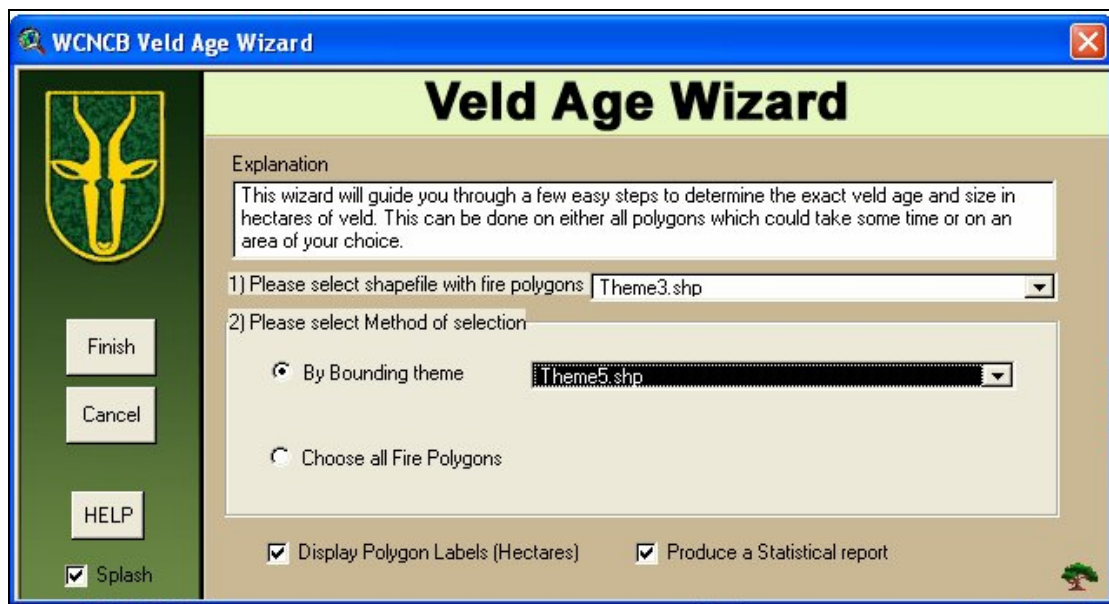 WCNCB Veld Age Wizard
Veld Age Wizard
Explanation
This wizard will guide you through a few easy steps to determine the exact veld age and size in
hectares of veld. This can be done on either all polygons which could take some time or on an
area of your choice.
1) Please select shapefile with fire polygons Theme3.shp
2) Please select Method of selection
By Bounding theme Theme5.shp
Choose all Fire Polygons
Display Polygon Labels (Hectares) Produce a Statistical report
Finish
Cancel
HELP
Splash